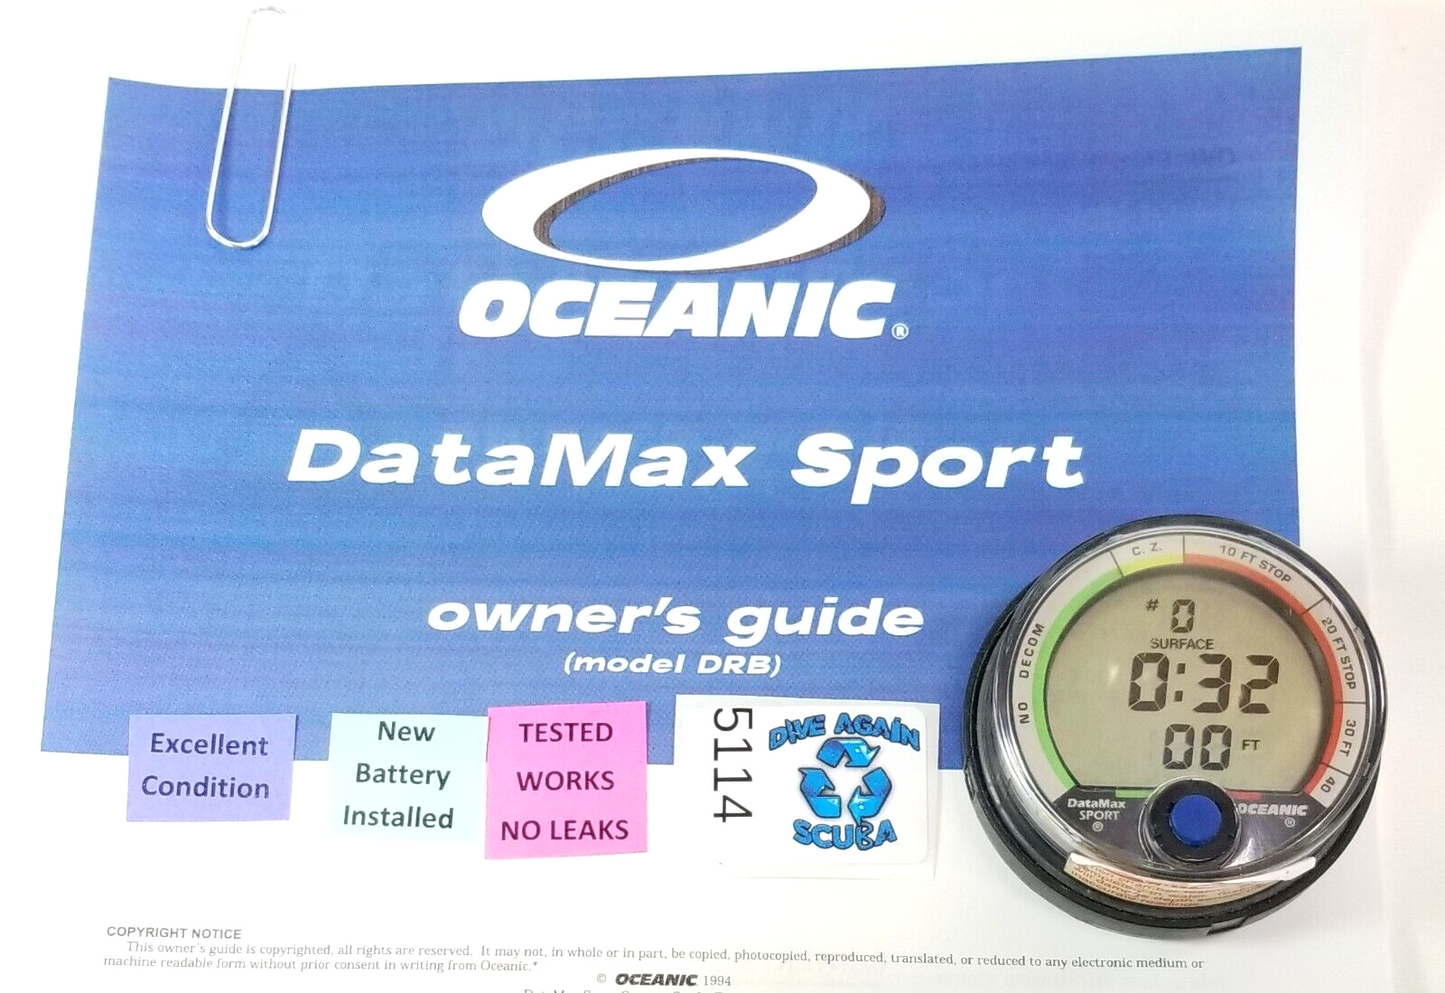 OCEANIC®
DataMax Sport
owner's guide
(model DRB)
Excellent
Condition
New
Battery
Installed
TESTED
WORKS
NO LEAKS
5114
DIVE AGAIN
SCUBA
NO DECOM
C. Z.
10 FT STOP
20 FT STOP
30 FT
40
# 0
SURFACE
0:32
00 FT
DataMax
SPORT
®
OCEANIC
®
COPYRIGHT NOTICE
This owner's guide is copyrighted, all rights are reserved. It may not, in whole or in part, be copied, photocopied, reproduced, translated, or reduced to any electronic medium or
machine readable form without prior consent in writing from Oceanic.*
© OCEANIC 1994